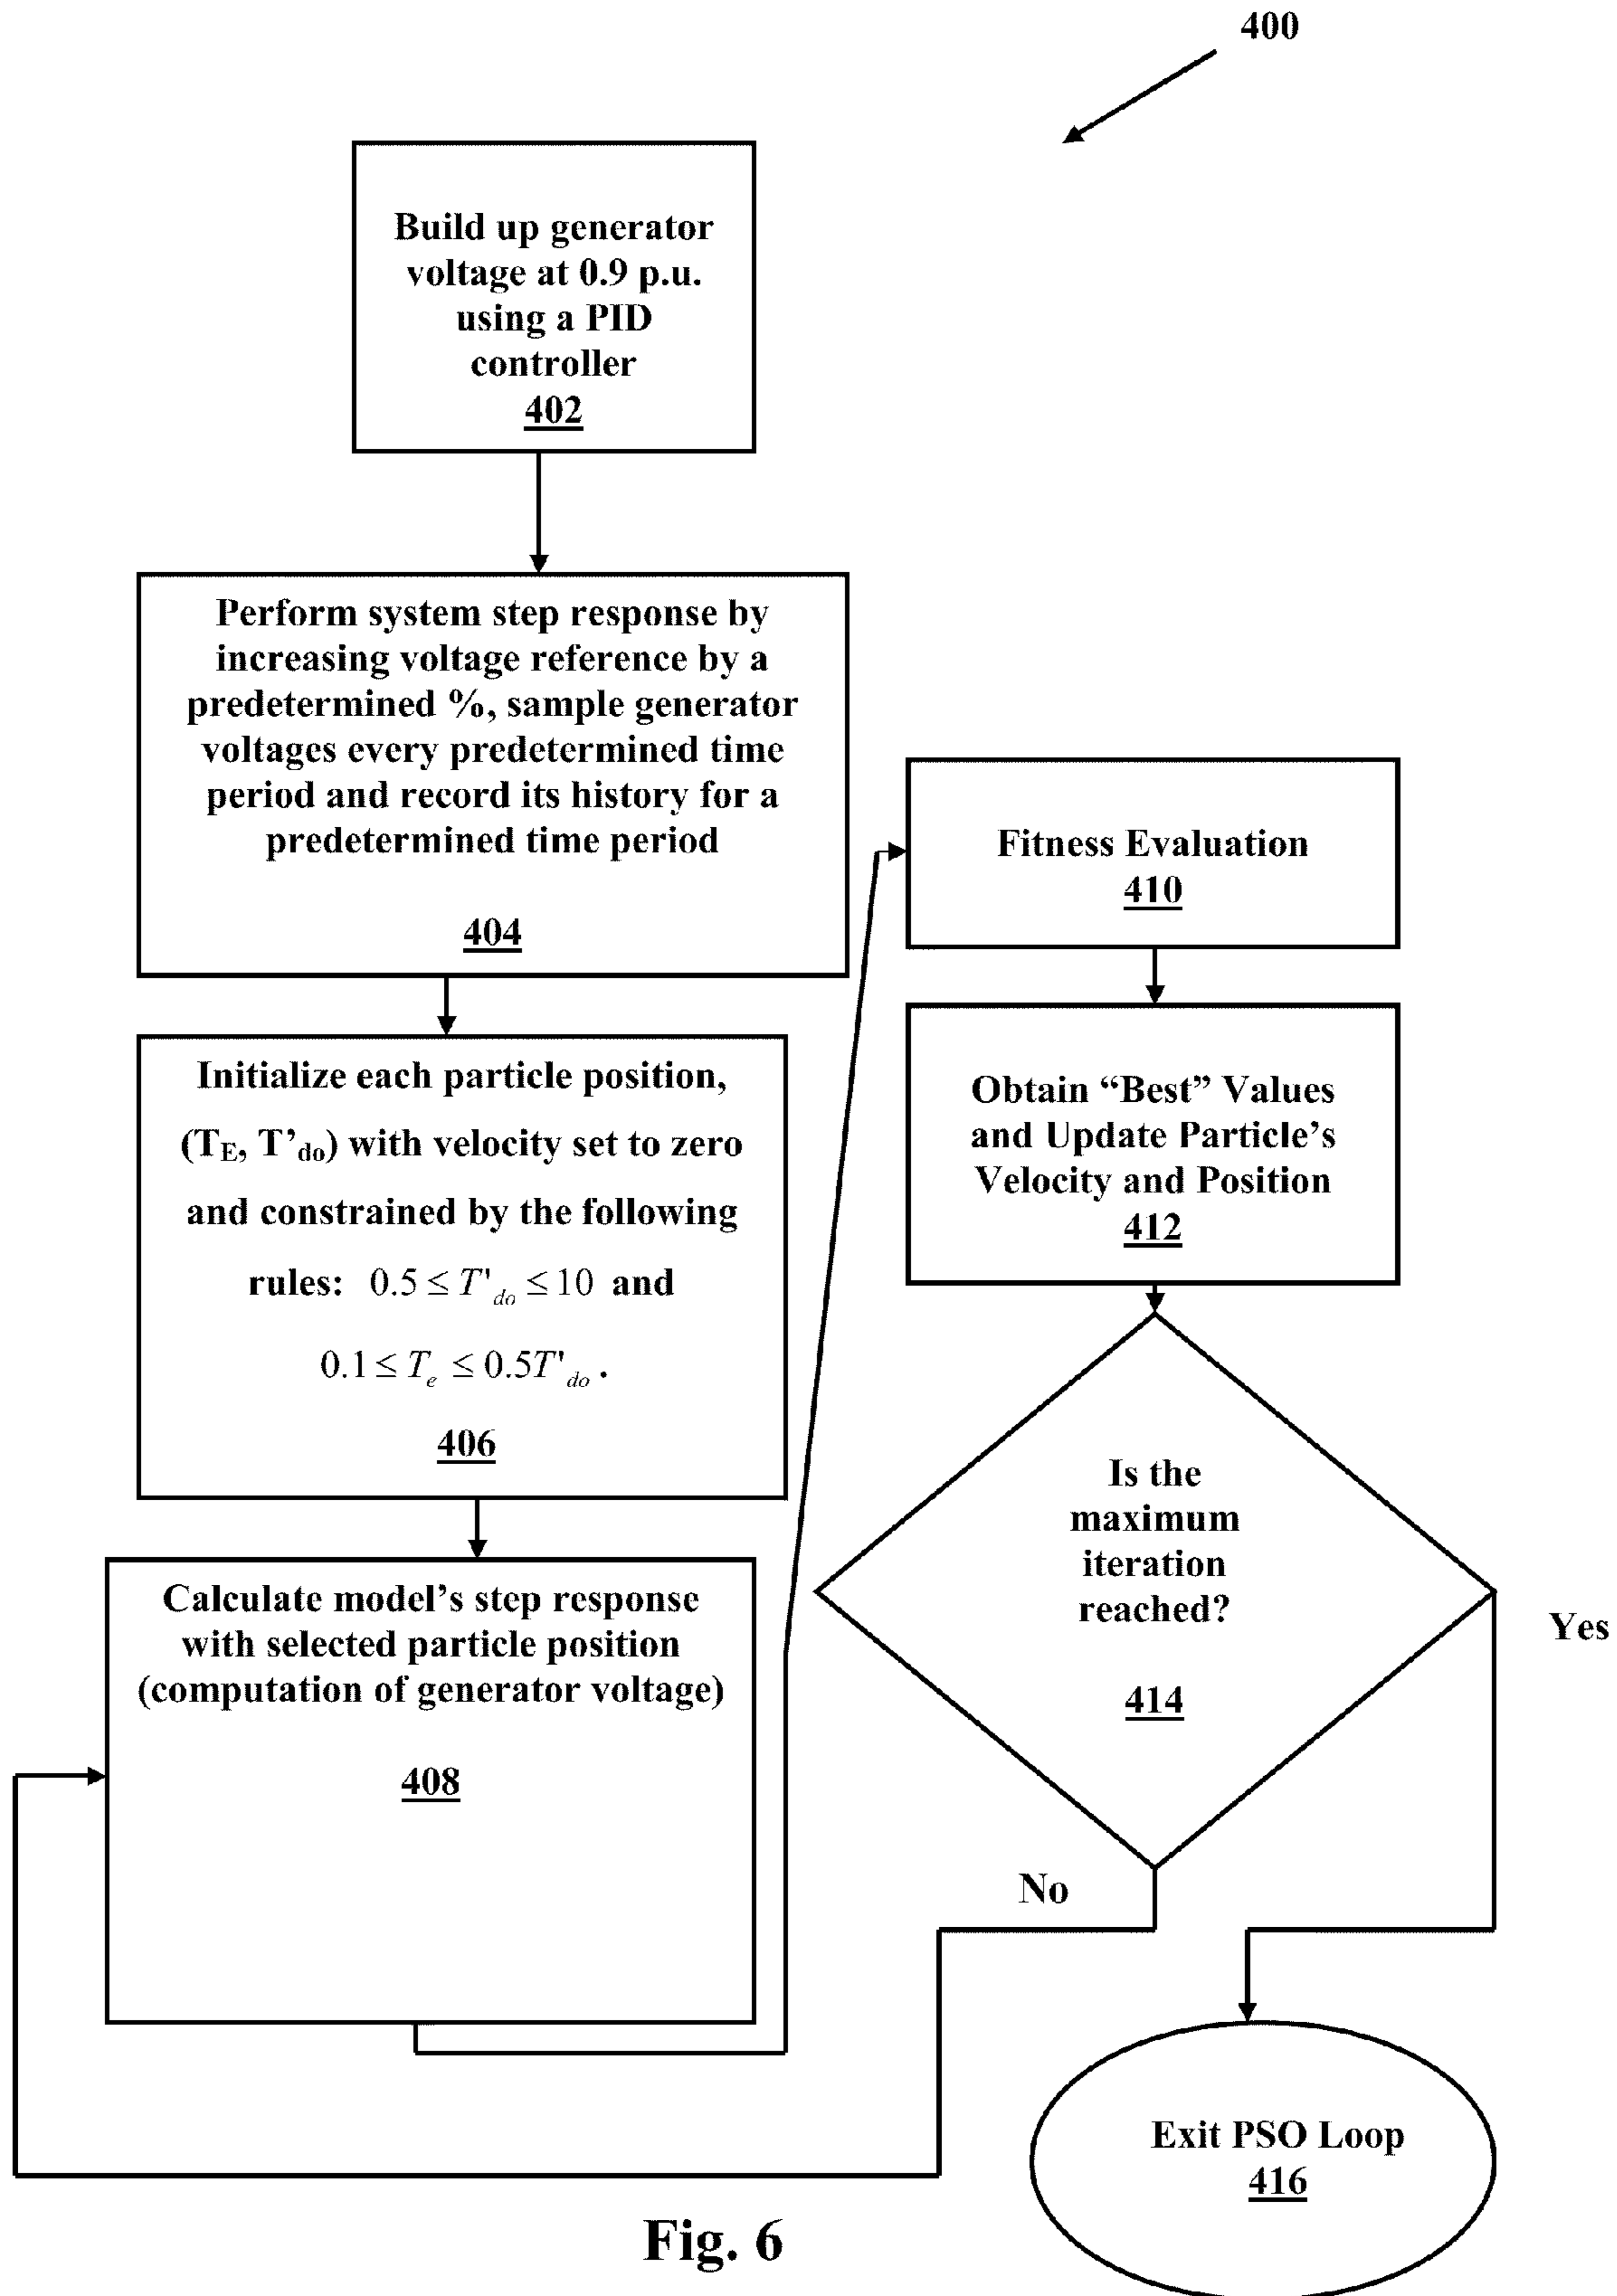 400
Build up generator
voltage at 0.9 p.u.
using a PID
controller
402
Perform system step response by
increasing voltage reference by a
predetermined %, sample generator
voltages every predetermined time
period and record its history for a
predetermined time period
404
Initialize each particle position,
(T_E, T’_do) with velocity set to zero
and constrained by the following
rules: 0.5 ≤ T'_do ≤ 10 and
0.1 ≤ T_e ≤ 0.5T'_do .
406
Calculate model’s step response
with selected particle position
(computation of generator voltage)
408
Fitness Evaluation
410
Obtain “Best” Values
and Update Particle’s
Velocity and Position
412
Is the
maximum
iteration
reached?
414
Yes
No
Exit PSO Loop
416
Fig. 6